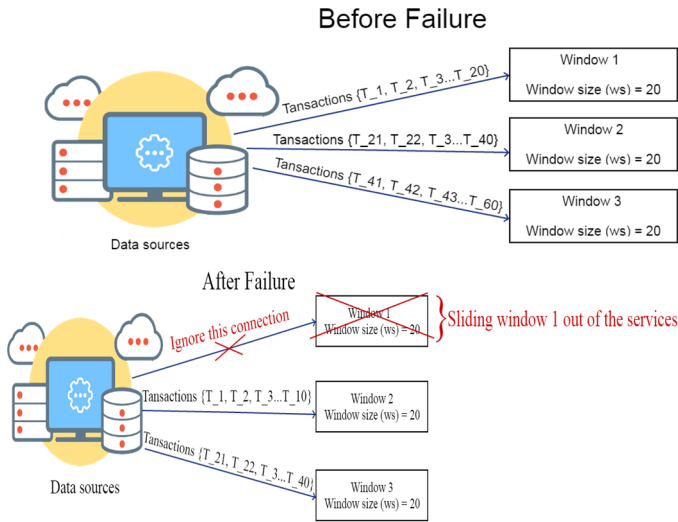 Before Failure
Tansactions {T_1, T_2, T_3...T_20}
Window 1
Window size (ws) = 20
Tansactions {T_21, T_22, T_3...T_40}
Window 2
Window size (ws) = 20
Tansactions {T_41, T_42, T_43...T_60}
Window 3
Window size (ws) = 20
Data sources
After Failure
Ignore this connection
Window 1
Window size (ws) = 20
Sliding window 1 out of the services
Tansactions {T_1, T_2, T_3...T_10}
Window 2
Window size (ws) = 20
Tansactions {T_21, T_22, T_3...T_40}
Window 3
Window size (ws) = 20
Data sources